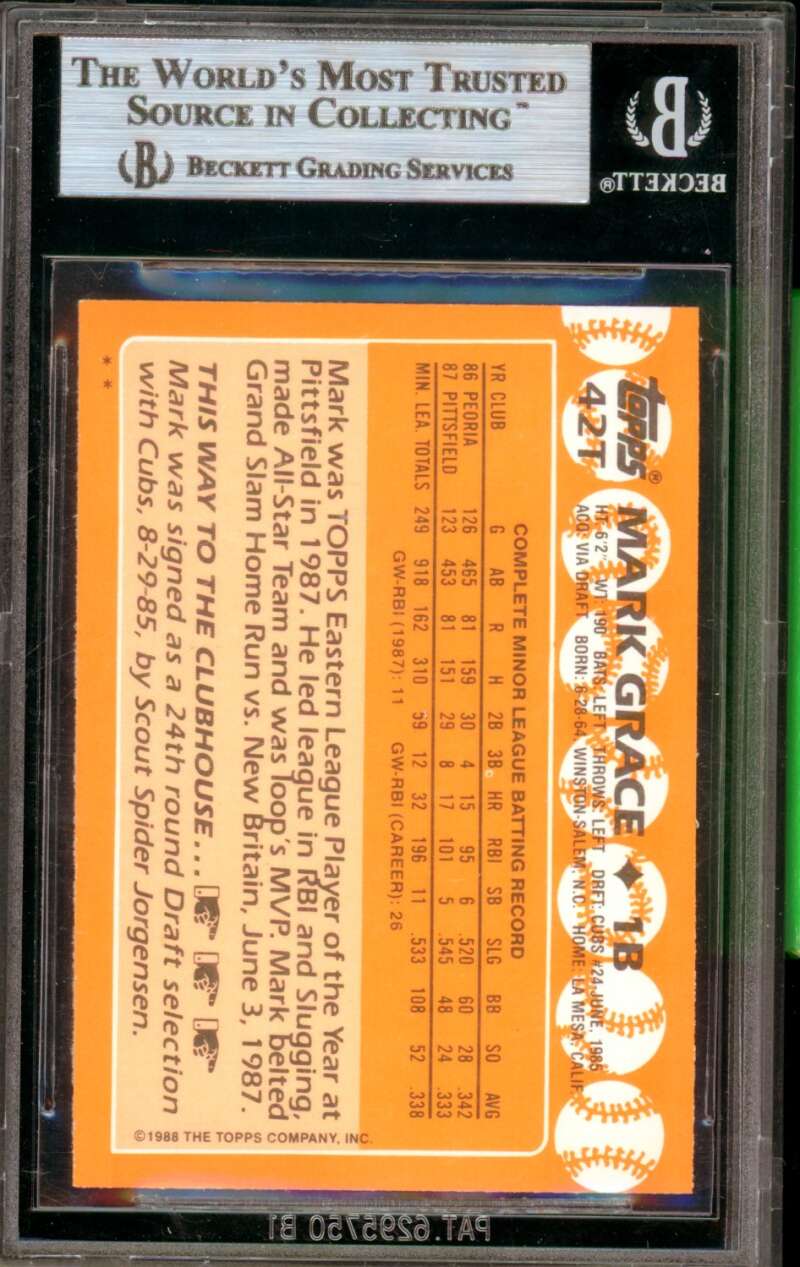 THE WORLD'S MOST TRUSTED
SOURCE IN COLLECTING™
B BECKETT GRADING SERVICES
B
BECKETT®
topps®
42T
MARK GRACE ♦ 1B
HT: 6'2" WT: 190 BATS: LEFT THROWS: LEFT DRFT: CUBS #24-JUNE, 1985
ACQ: VIA DRAFT BORN: 6-28-64, WINSTON-SALEM, N.C. HOME: LA MESA, CALIF.
COMPLETE MINOR LEAGUE BATTING RECORD
YR CLUB G AB R H 2B 3B HR RBI SB SLG BB SO AVG
86 PEORIA 126 465 81 159 30 4 15 95 6 .520 60 28 .342
87 PITTSFIELD 123 453 81 151 29 8 17 101 5 .545 48 24 .333
MIN. LEA. TOTALS 249 918 162 310 59 12 32 196 11 .533 108 52 .338
GW-RBI (1987): 11 GW-RBI (CAREER): 26
Mark was TOPPS Eastern League Player of the Year at
Pittsfield in 1987. He led league in RBI and Slugging,
made All-Star Team and was loop's MVP. Mark belted
Grand Slam Home Run vs. New Britain, June 3, 1987.
THIS WAY TO THE CLUBHOUSE...
Mark was signed as a 24th round Draft selection
with Cubs, 8-29-85, by Scout Spider Jorgensen.
©1988 THE TOPPS COMPANY, INC.
* *
PAT.6295750 B1